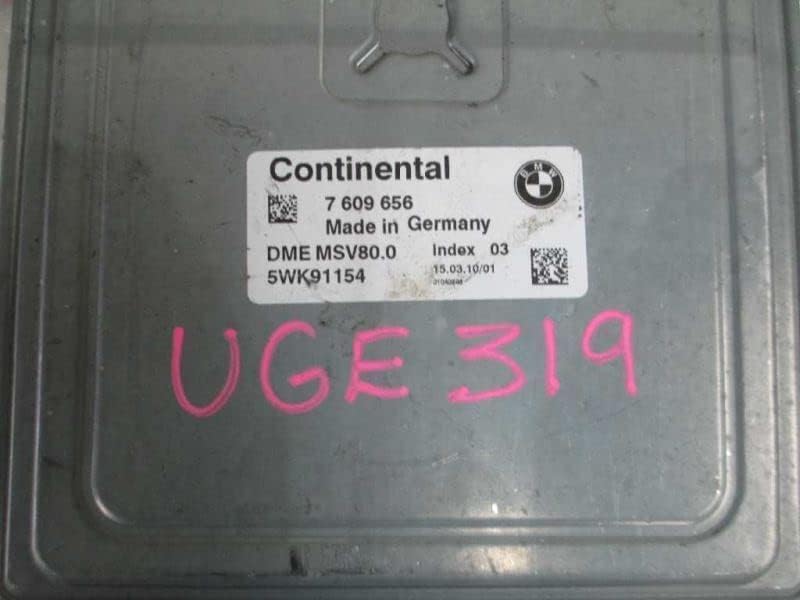 Continental
BMW
7 609 656
Made in Germany
DME MSV80.0 Index 03
5WK91154 15.03.10/01
UGE319